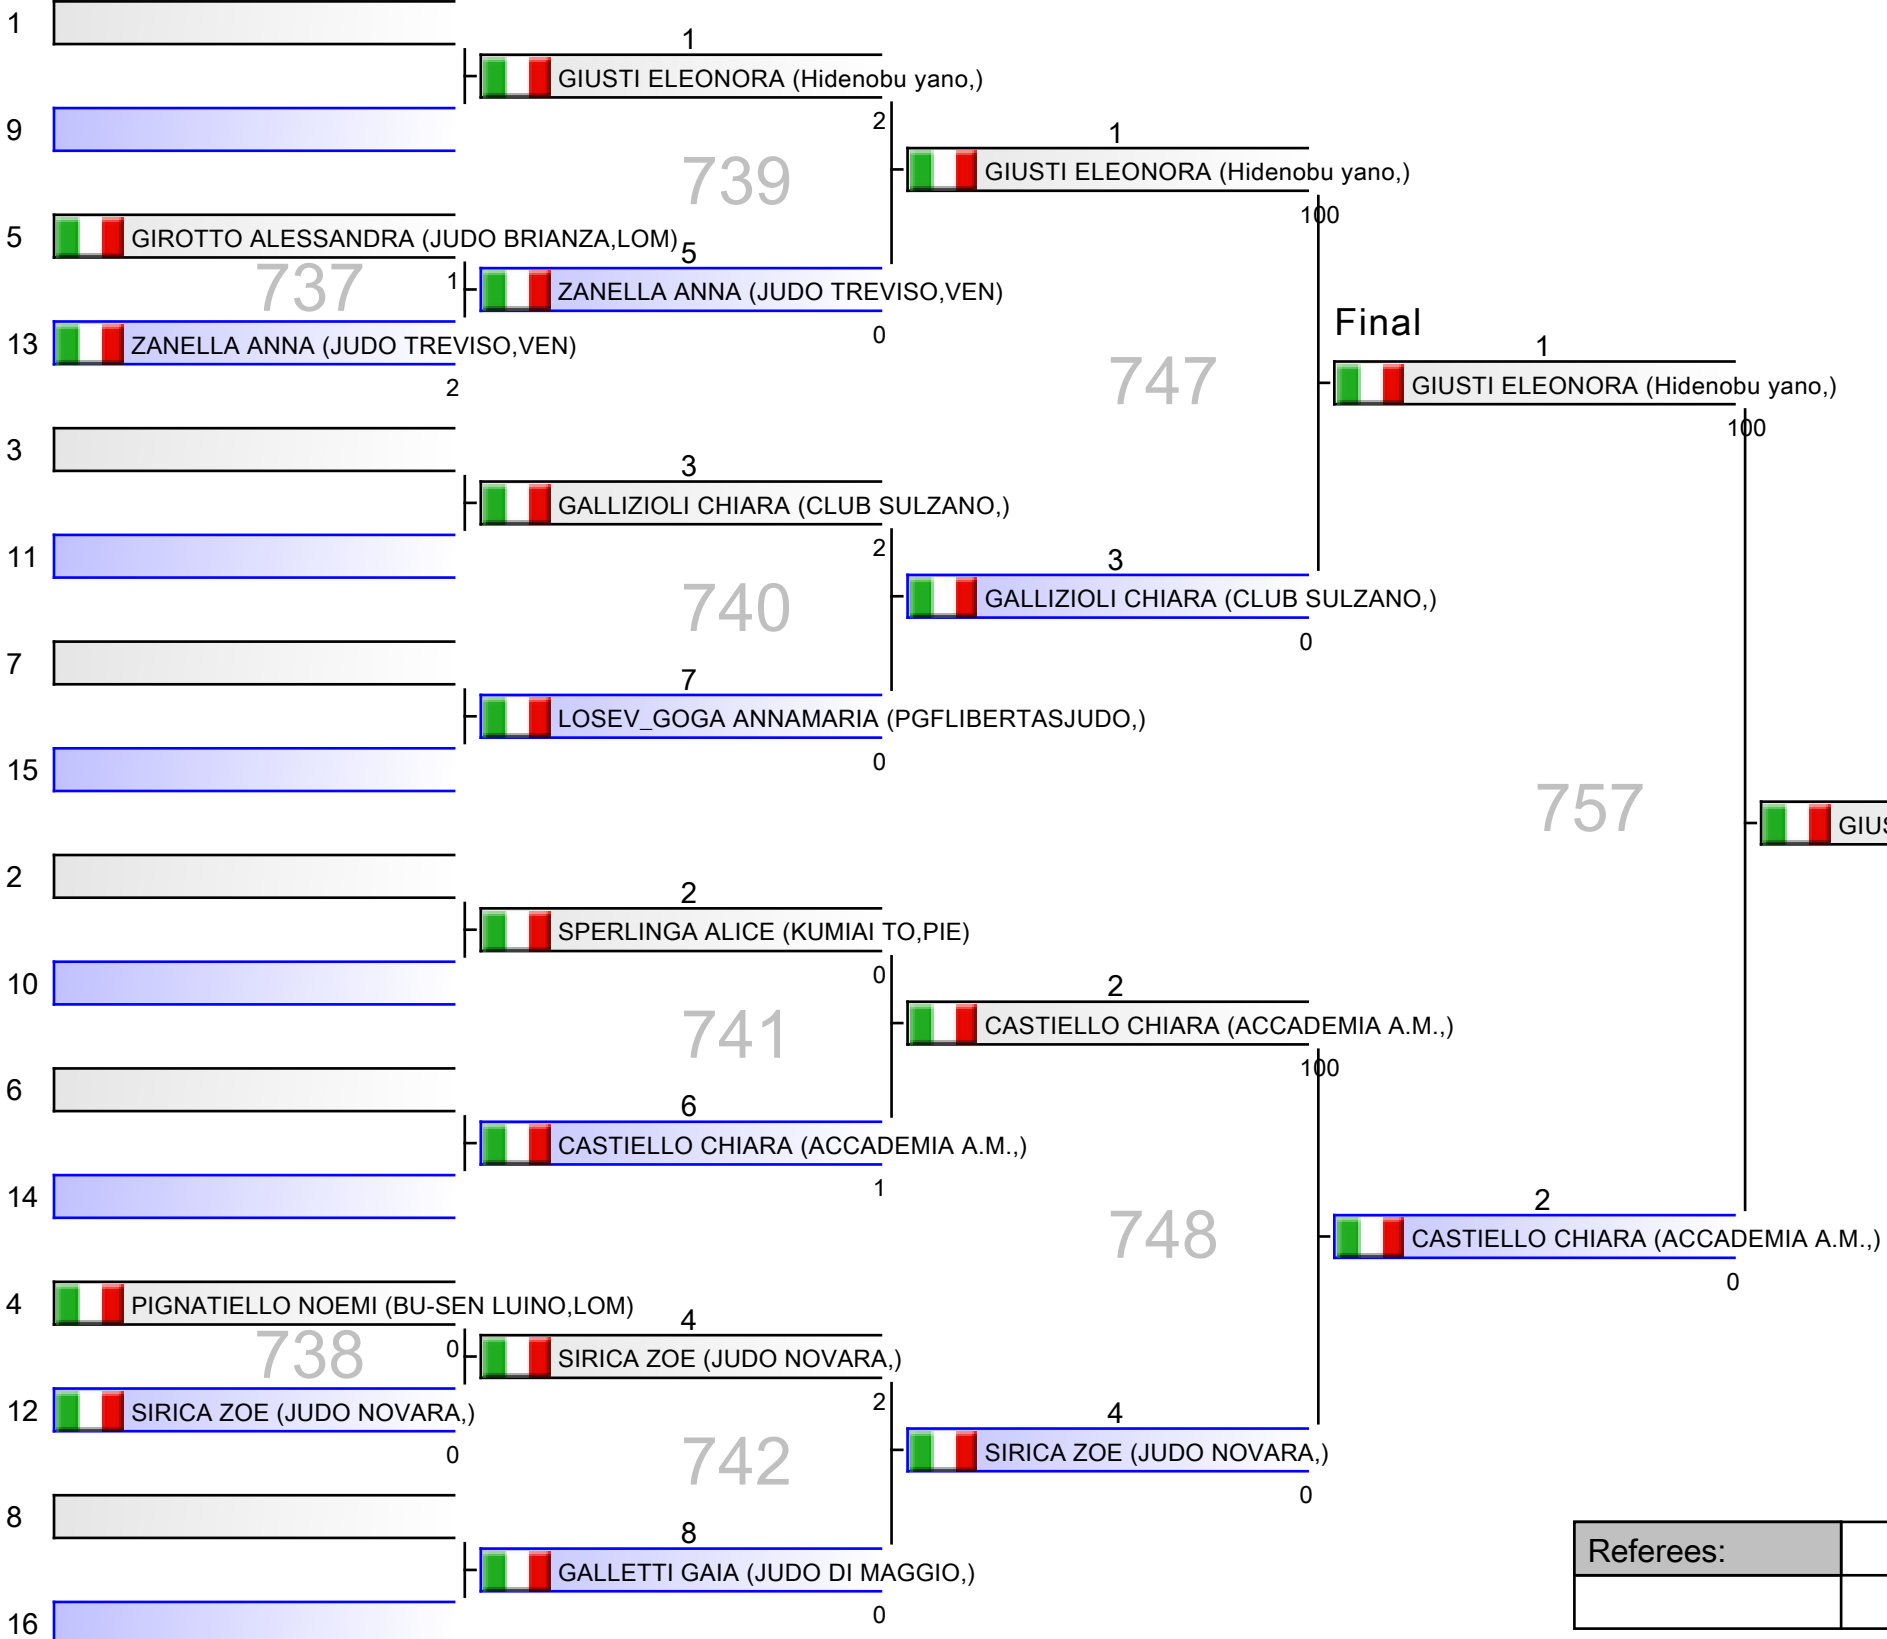 1
1
GIUSTI ELEONORA (Hidenobu yano,)
9
2
1
739
GIUSTI ELEONORA (Hidenobu yano,)
100
5
GIROTTO ALESSANDRA (JUDO BRIANZA,LOM)
5
737
1
ZANELLA ANNA (JUDO TREVISO,VEN)
Final
13
ZANELLA ANNA (JUDO TREVISO,VEN)
0
1
2
747
GIUSTI ELEONORA (Hidenobu yano,)
100
3
3
GALLIZIOLI CHIARA (CLUB SULZANO,)
11
2
3
740
GALLIZIOLI CHIARA (CLUB SULZANO,)
0
7
7
LOSEV_GOGA ANNAMARIA (PGFLIBERTASJUDO,)
15
0
757
GIUS
2
2
SPERLINGA ALICE (KUMIAI TO,PIE)
10
0
2
741
CASTIELLO CHIARA (ACCADEMIA A.M.,)
100
6
6
CASTIELLO CHIARA (ACCADEMIA A.M.,)
14
1
2
748
CASTIELLO CHIARA (ACCADEMIA A.M.,)
0
4
PIGNATIELLO NOEMI (BU-SEN LUINO,LOM)
4
738
0
SIRICA ZOE (JUDO NOVARA,)
12
SIRICA ZOE (JUDO NOVARA,)
2
4
0
742
SIRICA ZOE (JUDO NOVARA,)
0
8
8
GALLETTI GAIA (JUDO DI MAGGIO,)
Referees:
16
0